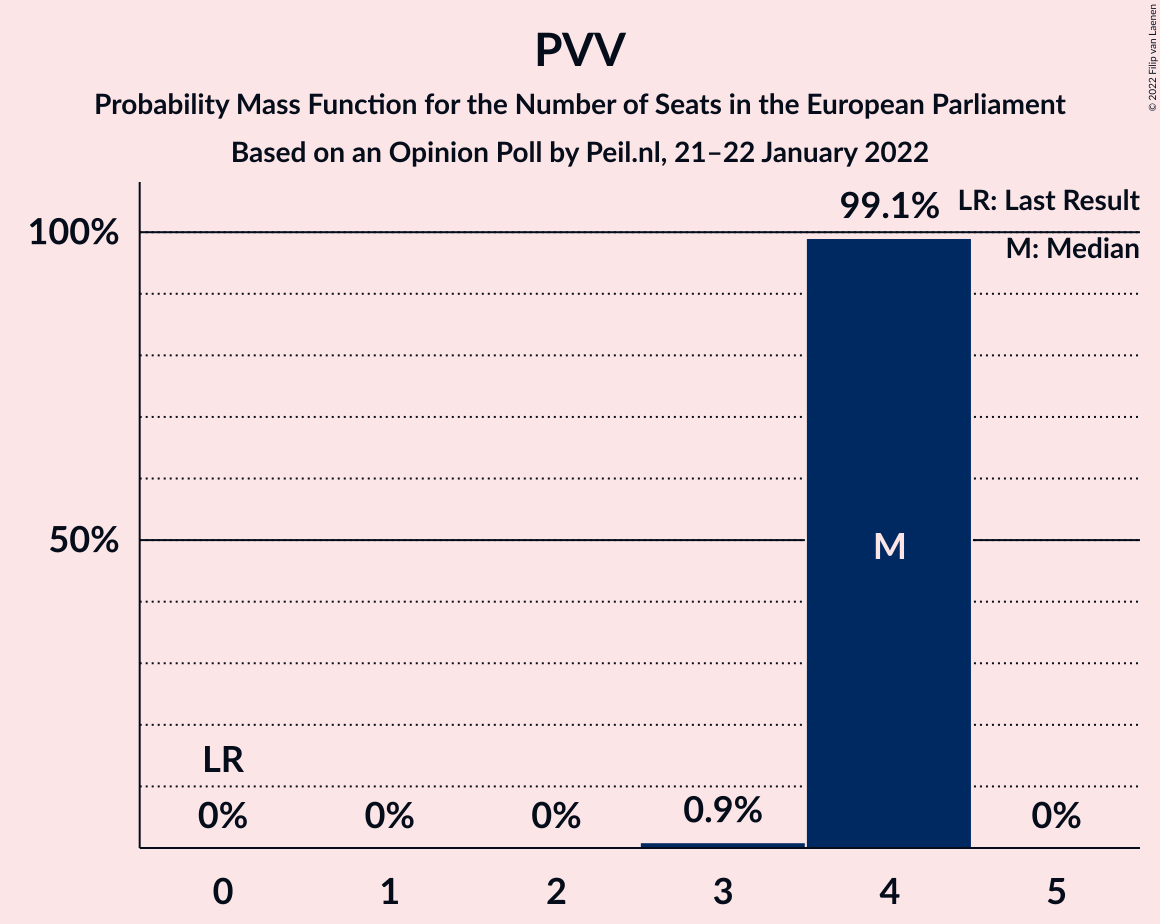 PVV
Probability Mass Function for the Number of Seats in the European Parliament
Based on an Opinion Poll by Peil.nl, 21–22 January 2022
© 2022 Filip van Laenen
LR: Last Result
M: Median
100%
50%
99.1%
M
LR
0%
0%
0%
0.9%
0%
0
1
2
3
4
5